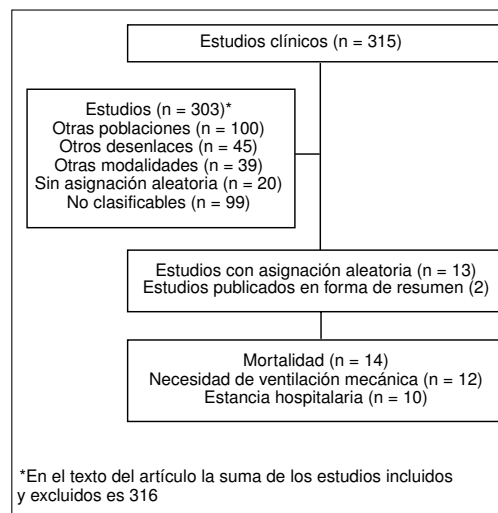 Estudios clínicos (n = 315)
Estudios (n = 303)*
Otras poblaciones (n = 100)
Otros desenlaces (n = 45)
Otras modalidades (n = 39)
Sin asignación aleatoria (n = 20)
No clasificables (n = 99)
Estudios con asignación aleatoria (n = 13)
Estudios publicados en forma de resumen (2)
Mortalidad (n = 14)
Necesidad de ventilación mecánica (n = 12)
Estancia hospitalaria (n = 10)
*En el texto del artículo la suma de los estudios incluidos
y excluidos es 316